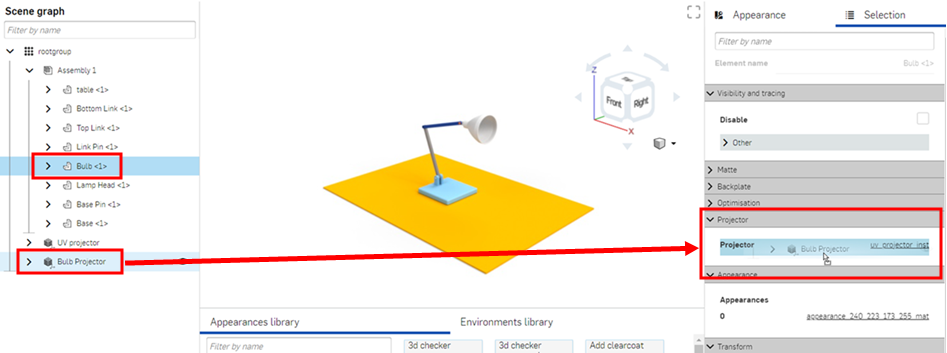 Scene graph
Filter by name
rootgroup
Assembly 1
table <1>
Bottom Link <1>
Top Link <1>
Link Pin <1>
Bulb <1>
Lamp Head <1>
Base Pin <1>
Base <1>
UV projector
Bulb Projector
Z
Front
Right
X
Appearances library
Environments library
Filter by name
3d checker
3d checker
Add clearcoat
Appearance
Selection
Filter by name
Element name
Bulb <1>
Visibility and tracing
Disable
Other
Matte
Backplate
Optimisation
Projector
Projector
Bulb Projector
uv_projector_inst
Appearance
Appearances
0
appearance_240_223_173_255_mat
Transform